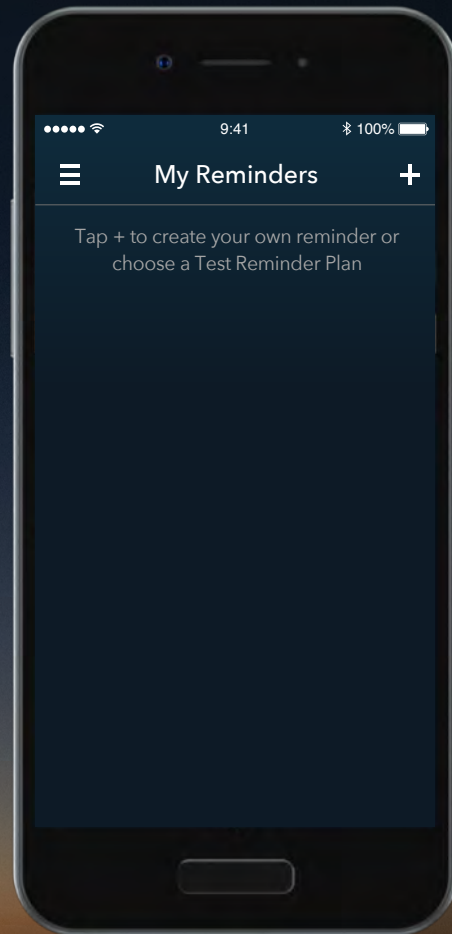 9:41
100%
My Reminders
Tap + to create your own reminder or
choose a Test Reminder Plan